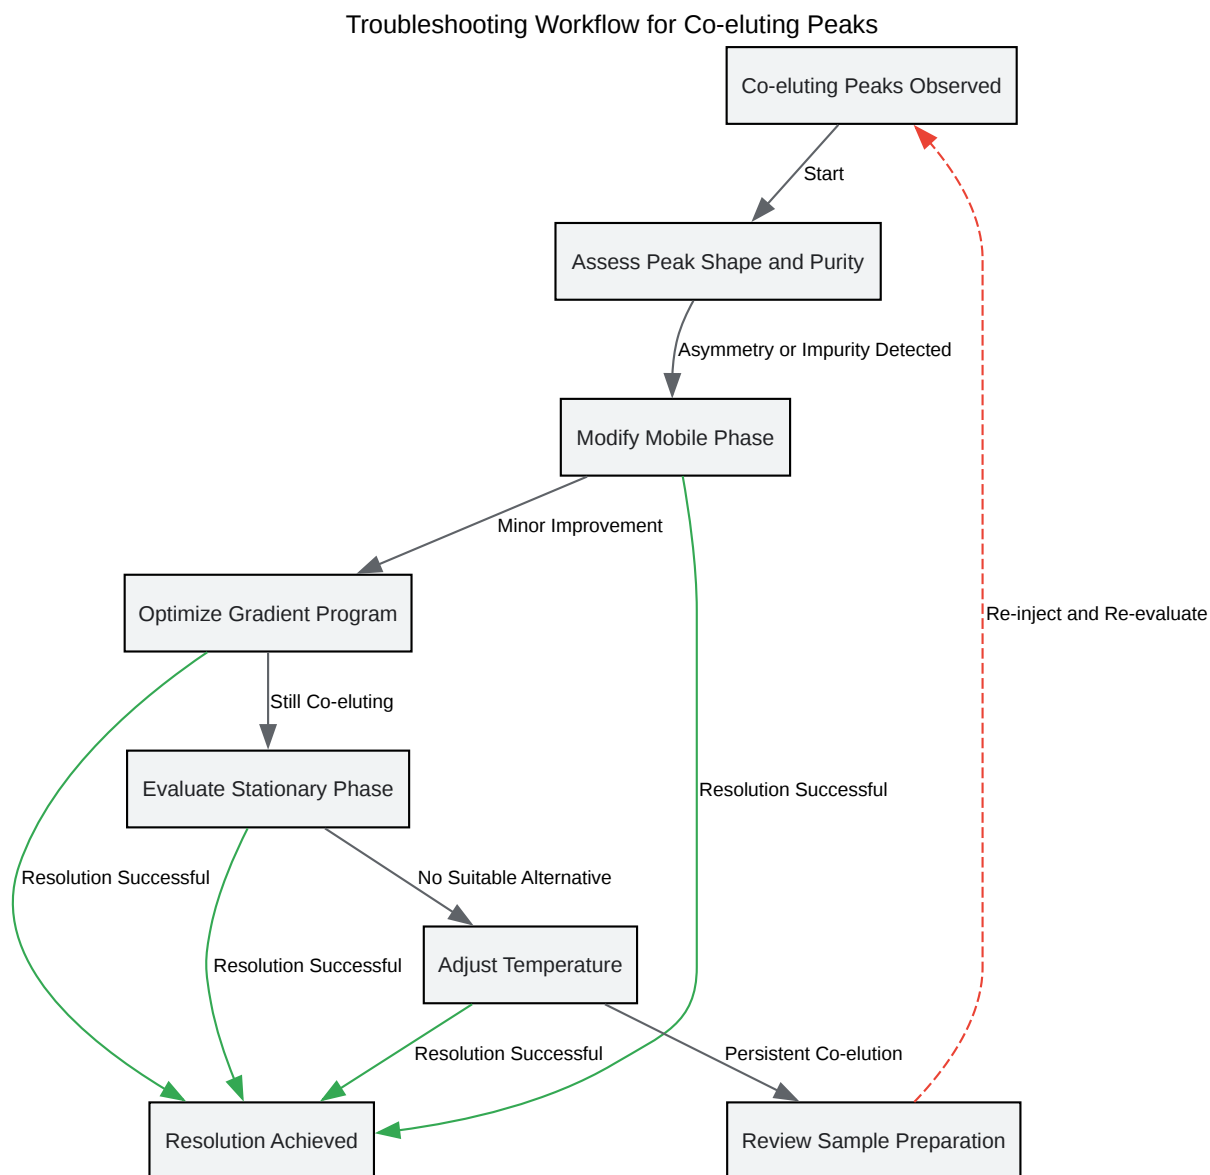 Troubleshooting Workflow for Co-eluting Peaks
Co-eluting Peaks Observed
Start
Assess Peak Shape and Purity
Asymmetry or Impurity Detected
Modify Mobile Phase
Minor Improvement
Optimize Gradient Program
Re-inject and Re-evaluate
Still Co-eluting
Evaluate Stationary Phase
Resolution Successful
Resolution Successful
No Suitable Alternative
Resolution Successful
Adjust Temperature
Resolution Successful
Persistent Co-elution
Resolution Achieved
Review Sample Preparation